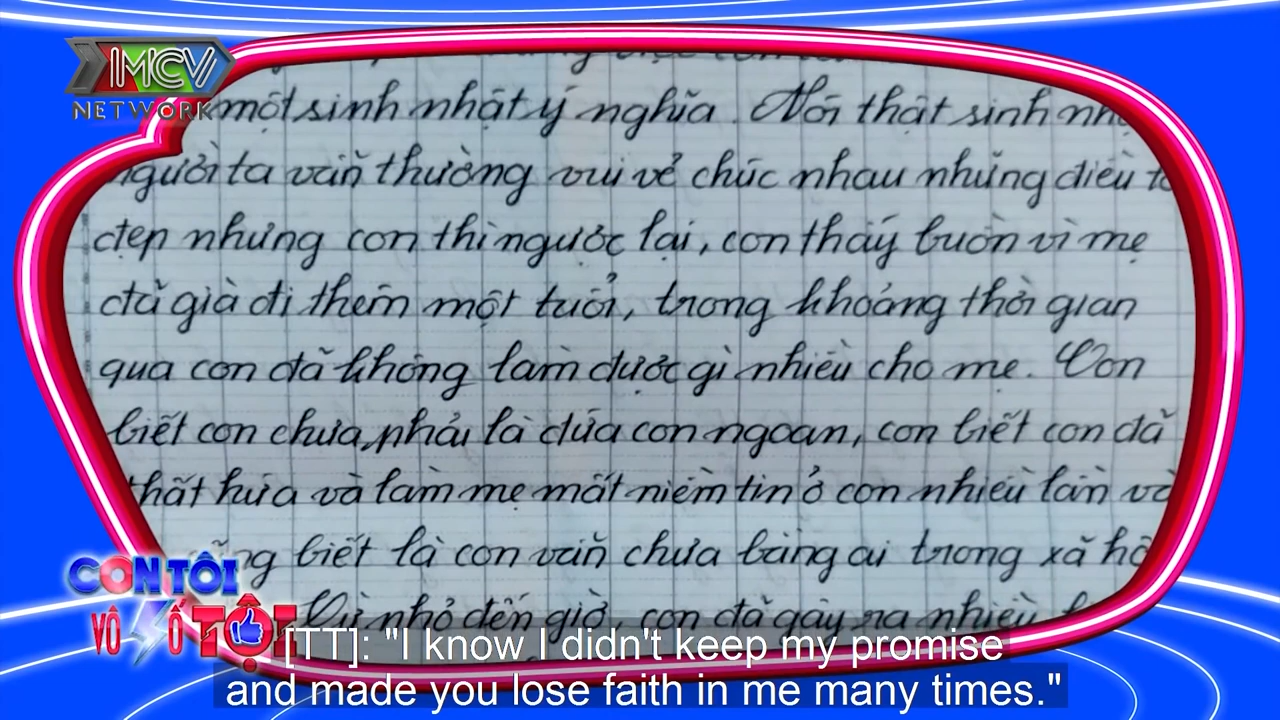 MCV
NETWORK
một sinh nhật ý nghĩa. Nói thật sinh
người ta vẫn thường vui vẻ chúc nhau những điều
đẹp nhưng con thì ngược lại, con thấy buồn vì mẹ
đã già đi thêm một tuổi, trong khoảng thời gian
qua con đã không làm được gì nhiều cho mẹ. Con
biết con chưa phải là đứa con ngoan, con biết con đã
thất hứa và làm mẹ mất niềm tin ở con nhiều lần và
biết là con vẫn chưa bằng ai trong xã
nhỏ đến giờ, con đã gây ra nhiều
CON TÔI
VÔ SỐ TỘI
[TT]: "I know I didn't keep my promise
and made you lose faith in me many times."